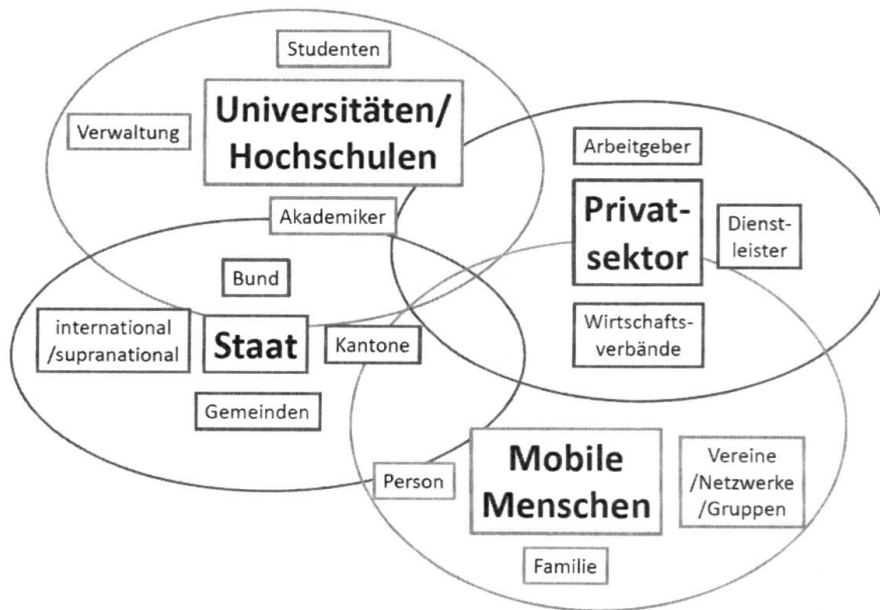 Studenten
Universitäten/
Hochschulen
Verwaltung
Akademiker
Arbeitgeber
Privat-
sektor
Dienst-
leister
Wirtschafts-
verbände
Bund
international
/supranational
Staat
Kantone
Gemeinden
Person
Mobile
Menschen
Vereine
/Netzwerke
/Gruppen
Familie